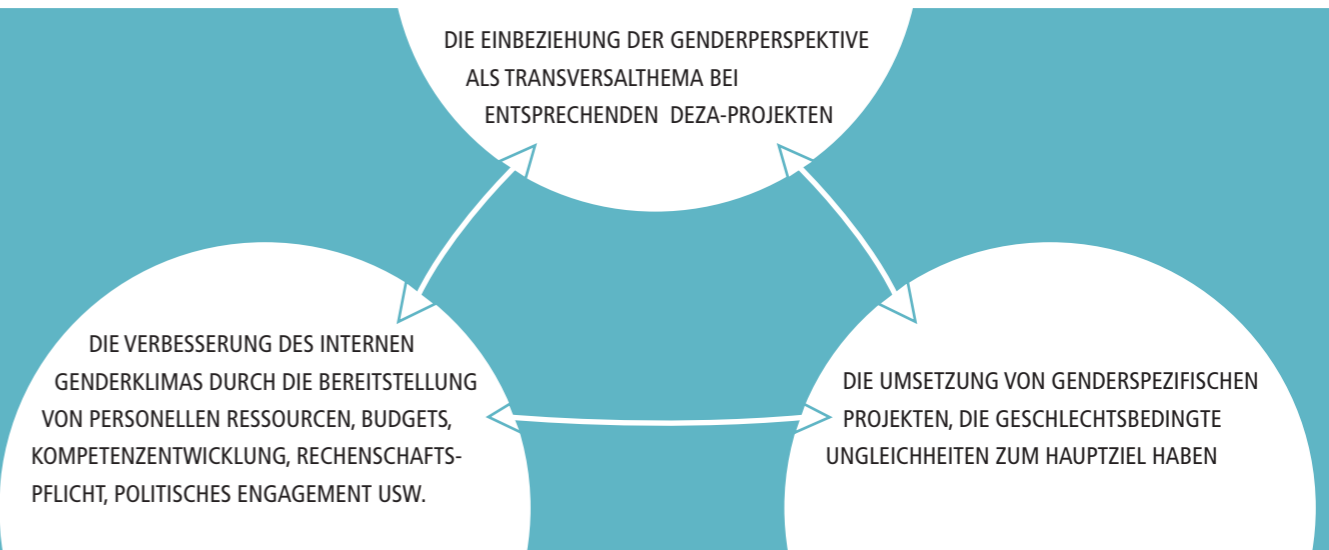 DIE EINBEZIEHUNG DER GENDERPERSPEKTIVE
ALS TRANSVERSALTHEMA BEI
ENTSPRECHENDEN DEZA-PROJEKTEN
DIE VERBESSERUNG DES INTERNEN
GENDERKLIMAS DURCH DIE BEREITSTELLUNG
VON PERSONELLEN RESSOURCEN, BUDGETS,
KOMPETENZENTWICKLUNG, RECHENSCHAFTS-
PFLICHT, POLITISCHES ENGAGEMENT USW.
DIE UMSETZUNG VON GENDERSPEZIFISCHEN
PROJEKTEN, DIE GESCHLECHTSBEDINGTE
UNGLEICHHEITEN ZUM HAUPTZIEL HABEN